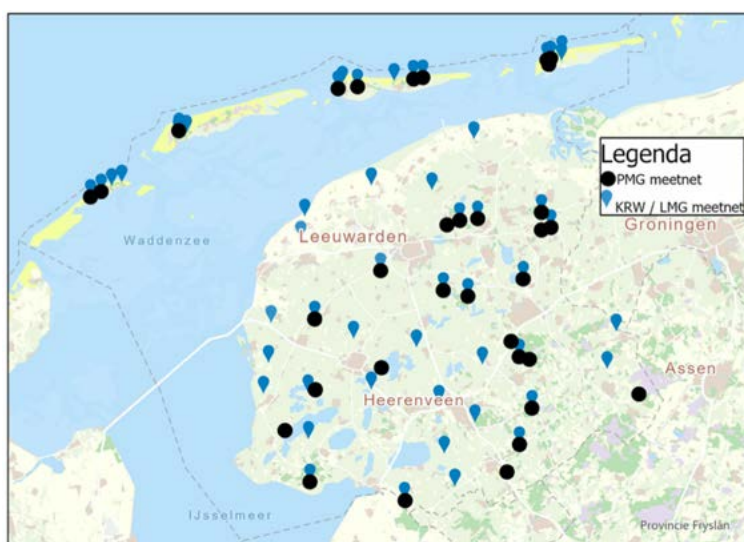 Legenda
PMG meetnet
KRW / LMG meetnet
Waddenzee
Leeuwarden
Groningen
Assen
Heerenveen
IJsselmeer
Provincie Fryslân